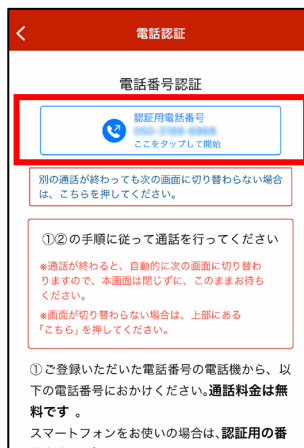 電話認証
電話番号認証
認証用電話番号
ここをタップして開始
別の通話が終わっても次の画面に切り替わらない場合
は、こちらを押してください。
①②の手順に従って通話を行ってください
※通話が終わると、自動的に次の画面に切り替わ
りますので、本画面は閉じずに、このままお待ち
ください。
※画面が切り替わらない場合は、上部にある
「こちら」を押してください。
①ご登録いただいた電話番号の電話機から、以
下の電話番号におかけください。通話料金は無
料です 。
スマートフォンをお使いの場合は、認証用の番